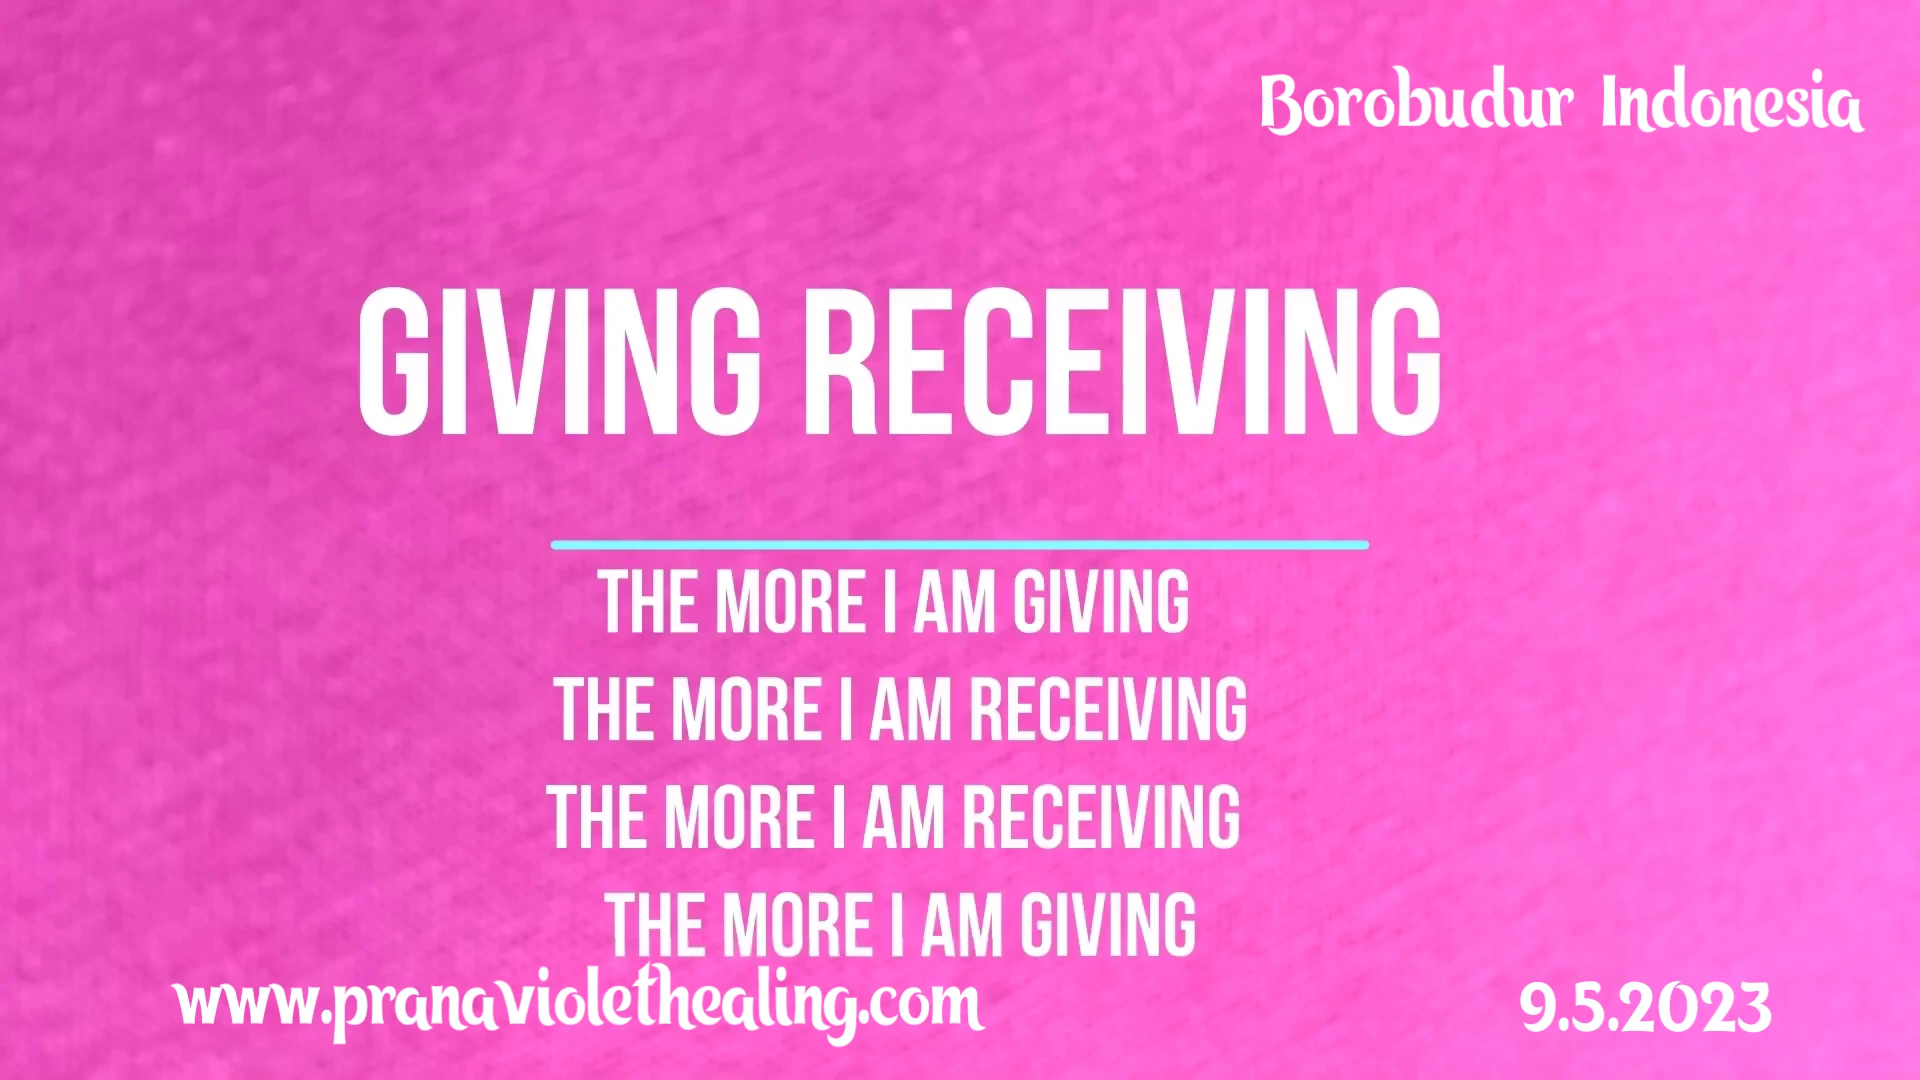 Borobudur Indonesia
GIVING RECEIVING
THE MORE I AM GIVING
THE MORE I AM RECEIVING
THE MORE I AM RECEIVING
THE MORE I AM GIVING
www.pranaviolethealing.com
9.5.2023